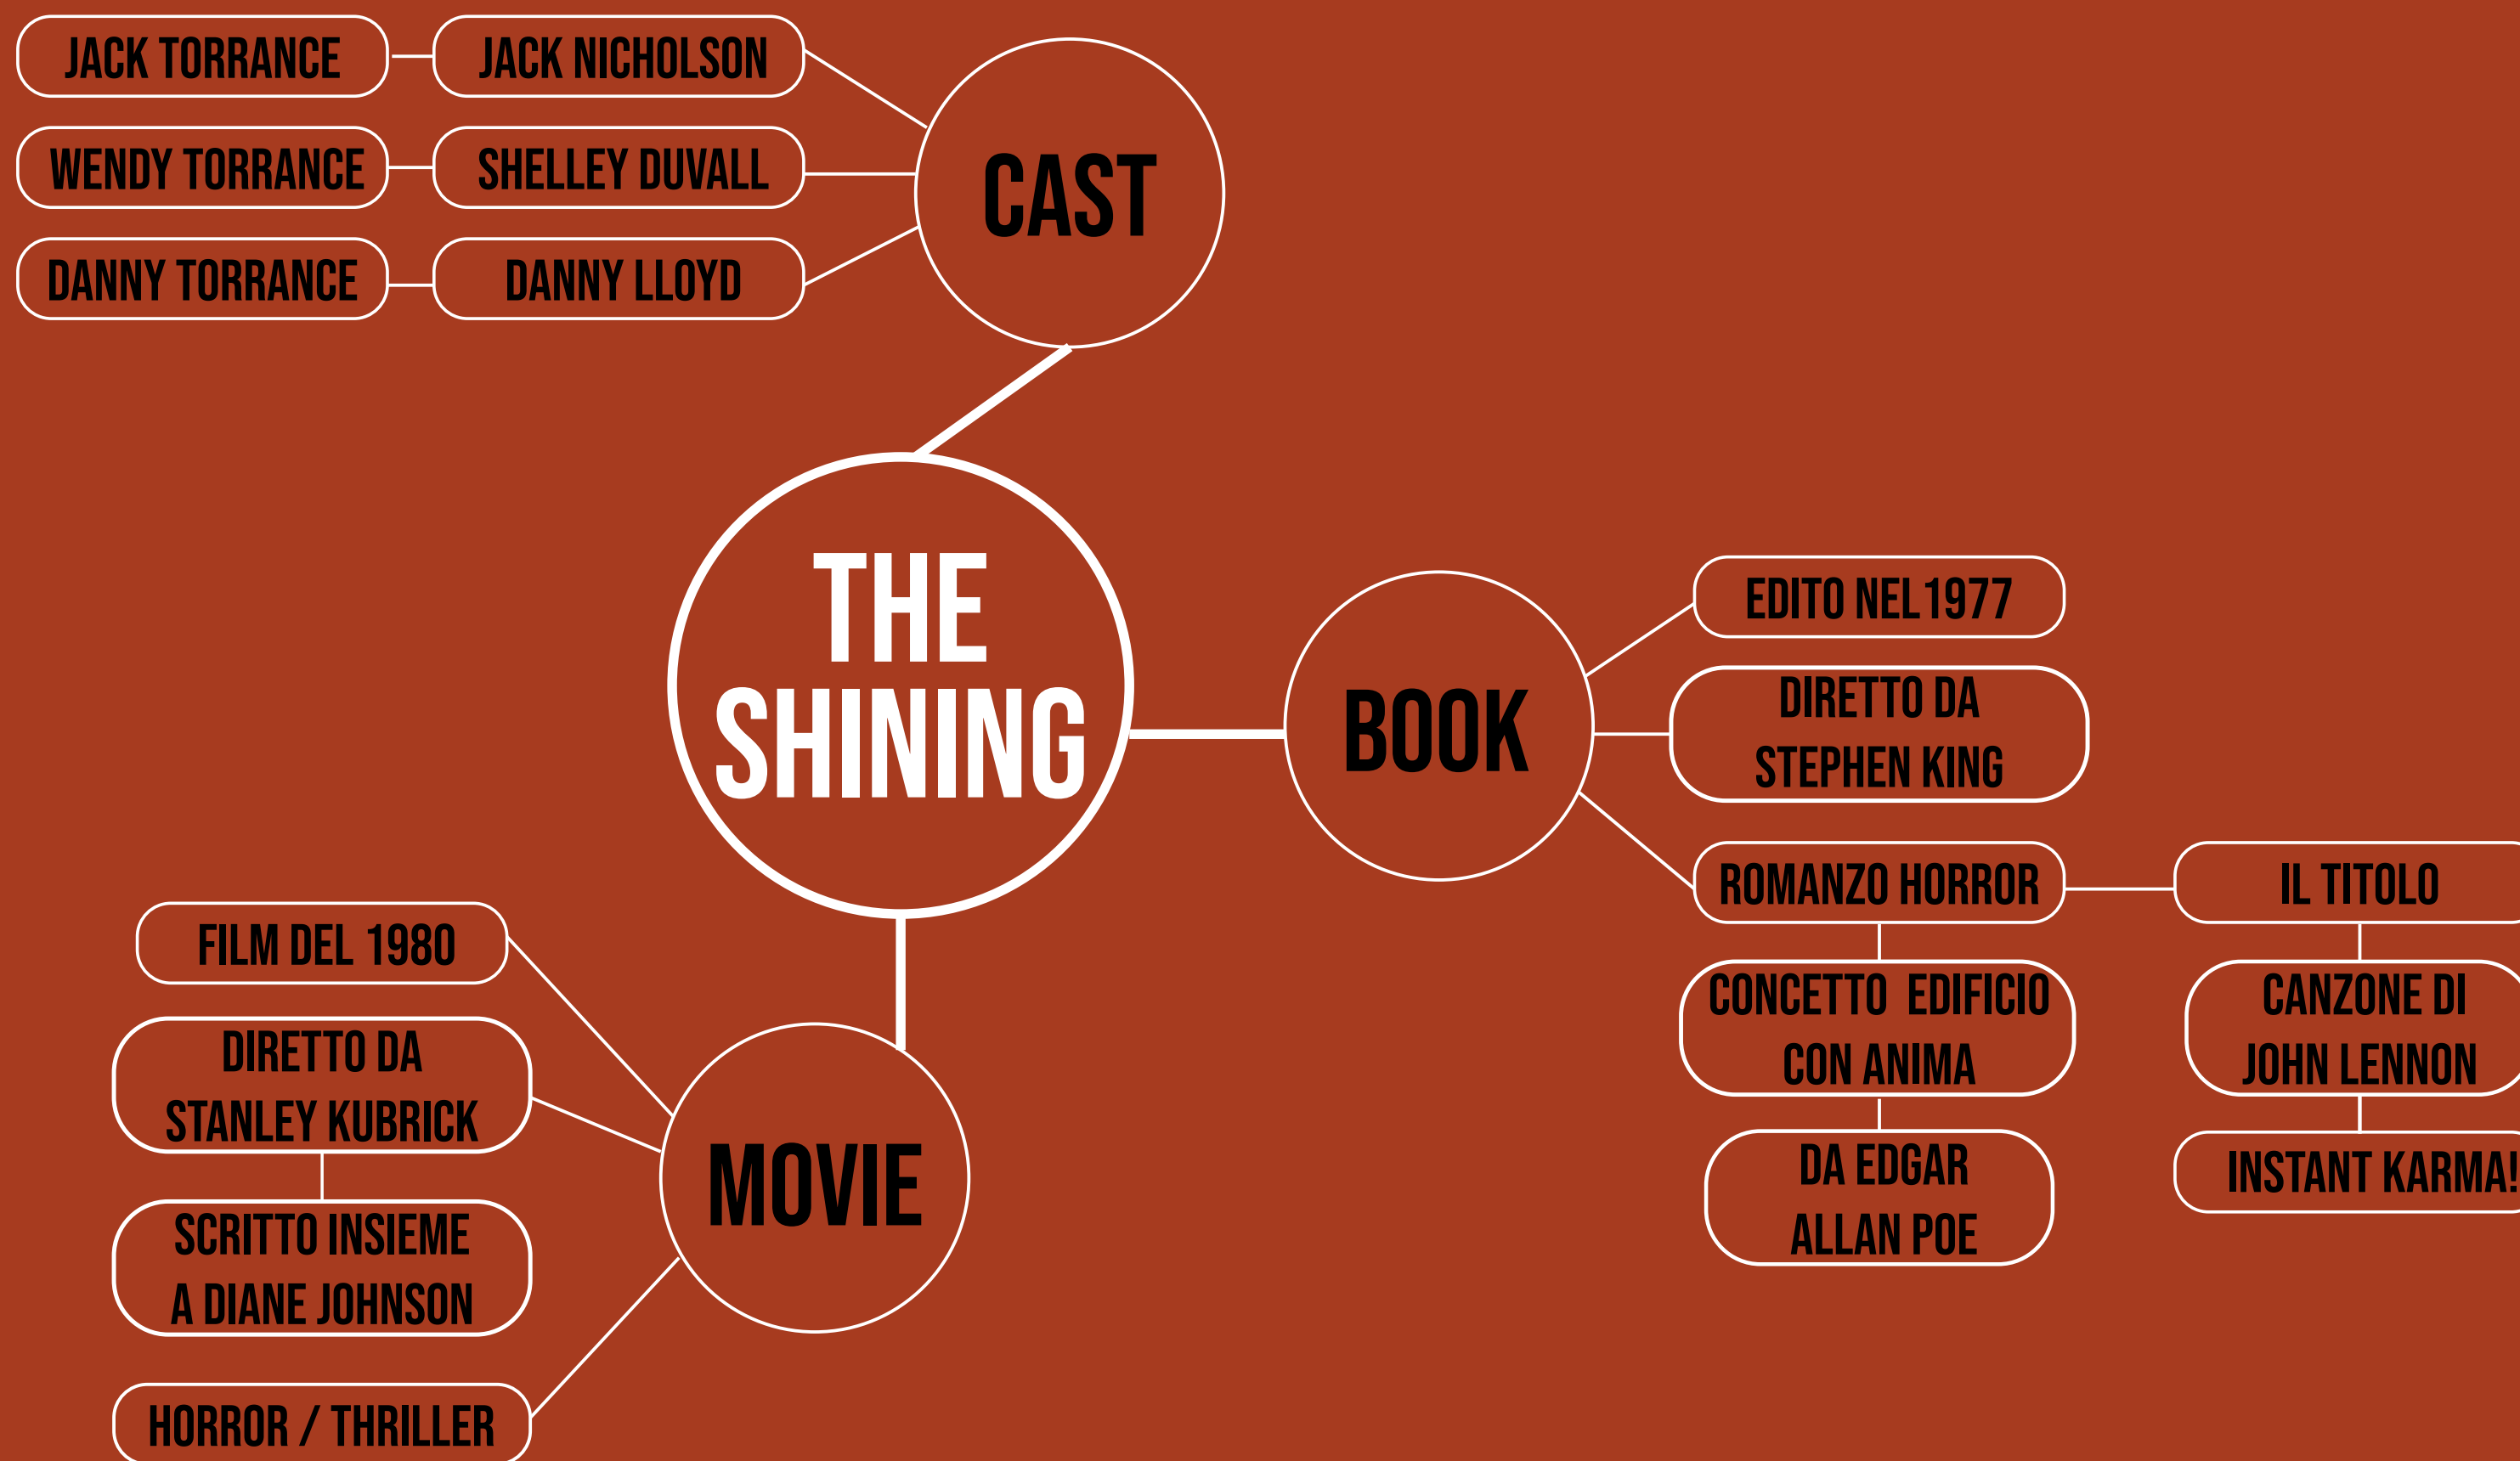 JACK TORRANCE
JACK NICHOLSON
WENDY TORRANCE
SHELLEY DUVALL
DANNY TORRANCE
DANNY LLOYD
CAST
THE
SHINING
BOOK
EDITO NEL1977
DIRETTO DA
STEPHEN KING
ROMANZO HORROR
IL TITOLO
CONCETTO  EDIFICIO
CON ANIMA
CANZONE DI
JOHN LENNON
DA EDGAR
ALLAN POE
INSTANT KARMA!
FILM DEL 1980
DIRETTO DA
STANLEY KUBRICK
SCRITTO INSIEME
A DIANE JOHNSON
HORROR / THRILLER
MOVIE